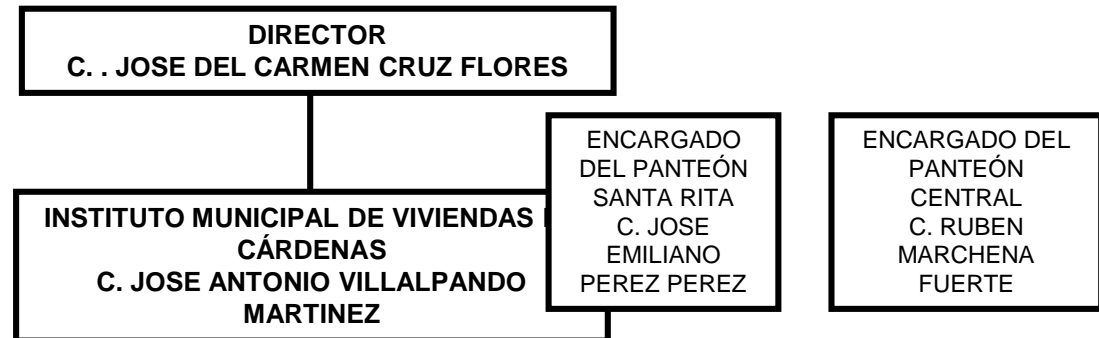 DIRECTOR
C. . JOSE DEL CARMEN CRUZ FLORES
INSTITUTO MUNICIPAL DE VIVIENDAS
CÁRDENAS
C. JOSE ANTONIO VILLALPANDO
MARTINEZ
ENCARGADO
DEL PANTEÓN
SANTA RITA
C. JOSE
EMILIANO
PEREZ PEREZ
ENCARGADO DEL
PANTEÓN
CENTRAL
C. RUBEN
MARCHENA
FUERTE